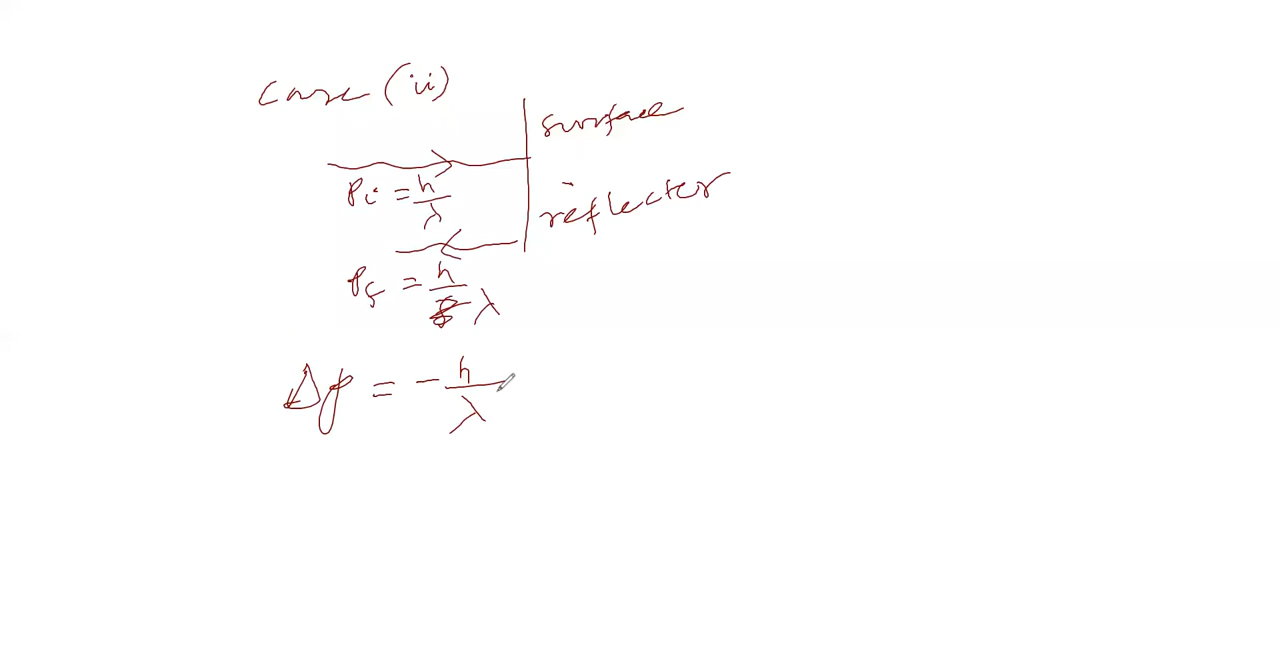 case (ii)
surface
Pi = h/λ
reflector
Pf = h/λ
Δp = - h/λ